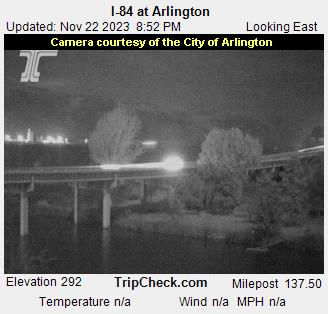 I-84 at Arlington
Updated: Nov 22 2023 8:52 PM Looking East
Camera courtesy of the City of Arlington
Elevation 292 TripCheck.com Milepost 137.50
Temperature n/a Wind n/a MPH n/a